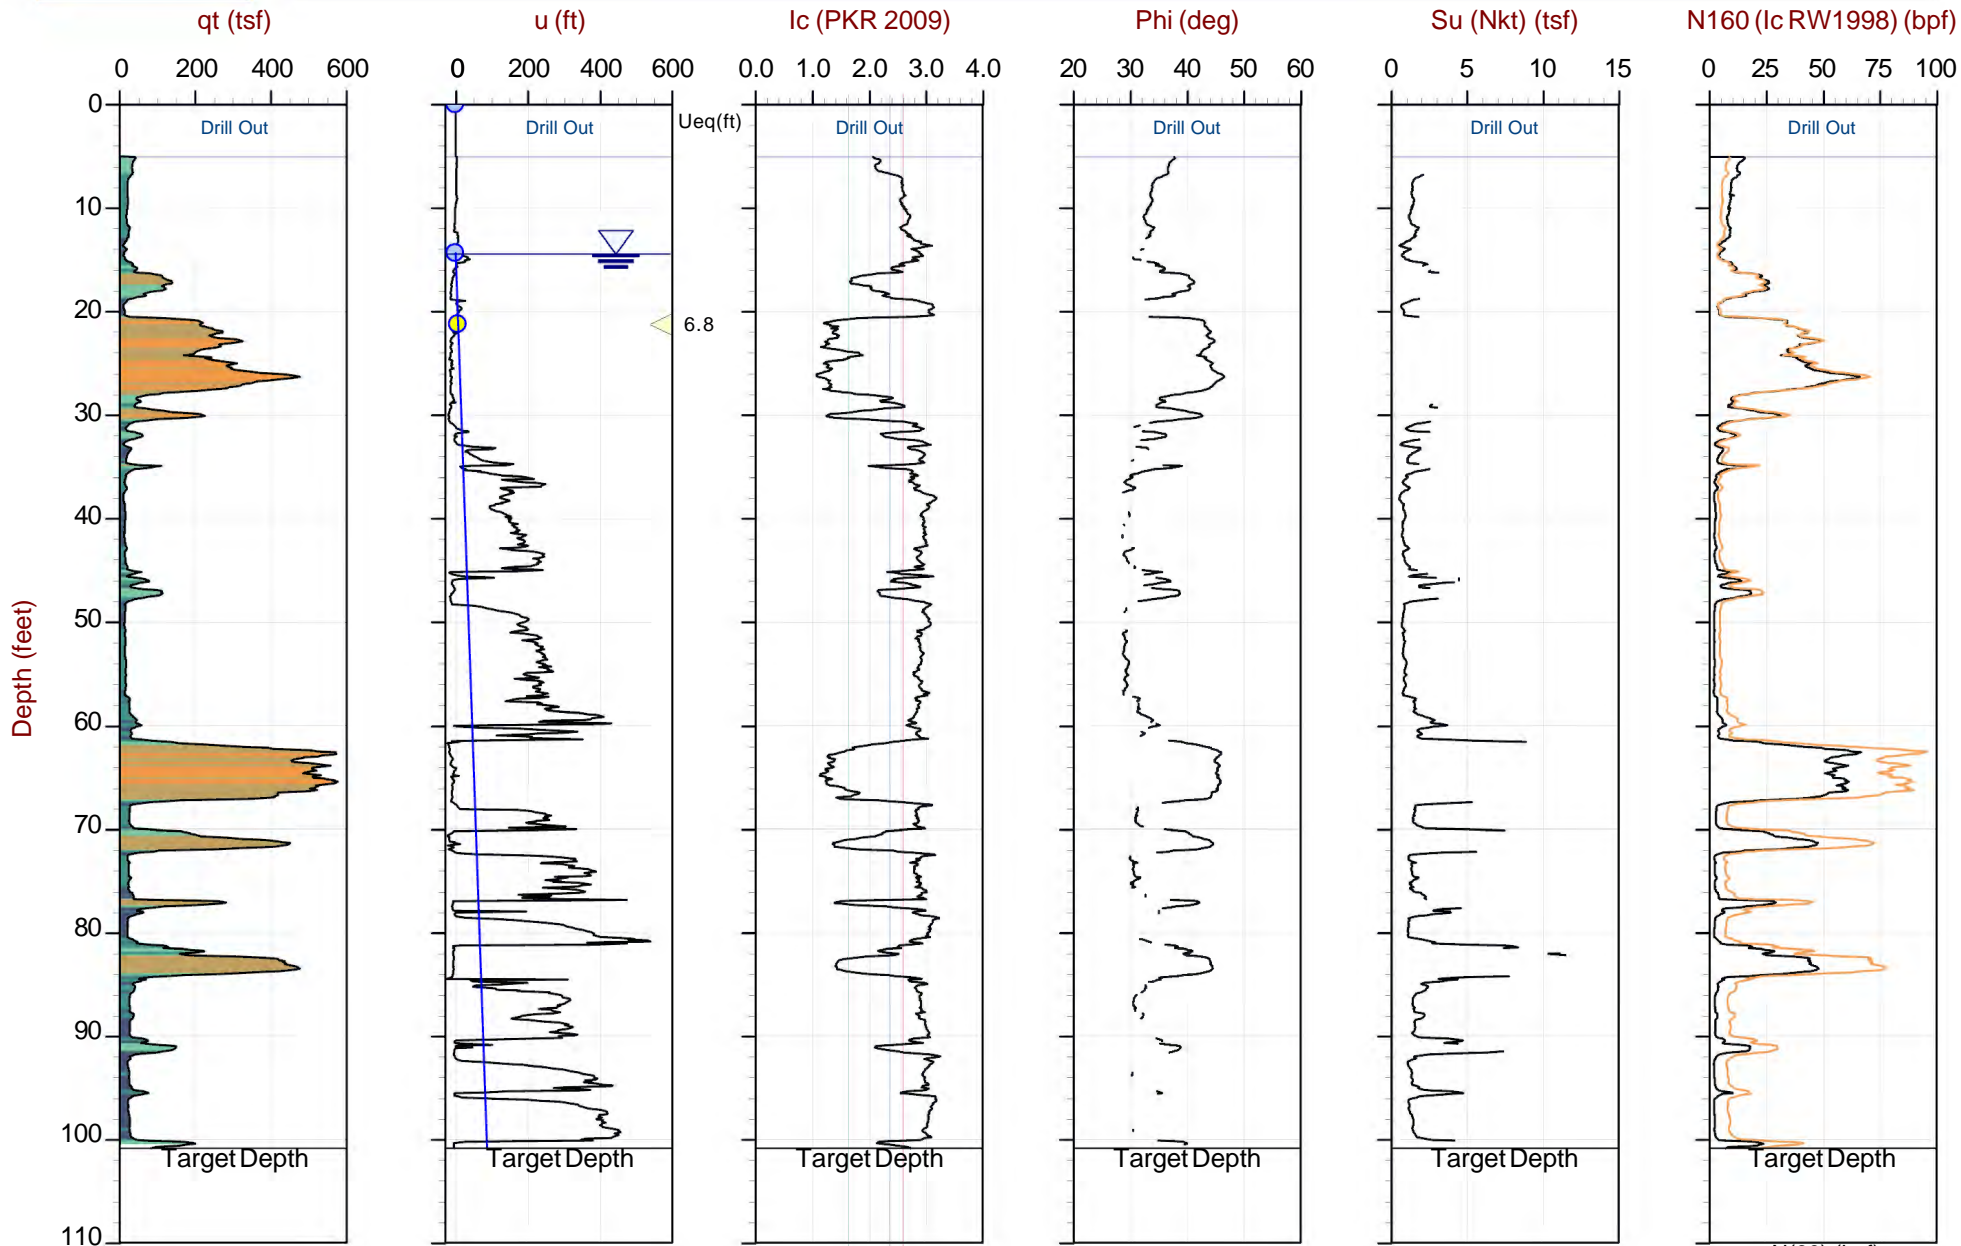 qt (tsf) u (ft) Ic (PKR 2009) Phi (deg) Su (Nkt) (tsf) N160 (Ic RW1998) (bpf)
0 200 400 600 0 200 400 600 0.0 1.0 2.0 3.0 4.0 20 30 40 50 60 0 5 10 15 0 25 50 75 100
0
Drill Out Drill Out Ueq(ft) Drill Out Drill Out Drill Out Drill Out
10
20
6.8
30
40
50
60
70
80
90
100
Target Depth Target Depth Target Depth Target Depth Target Depth Target Depth
110
Depth (feet)